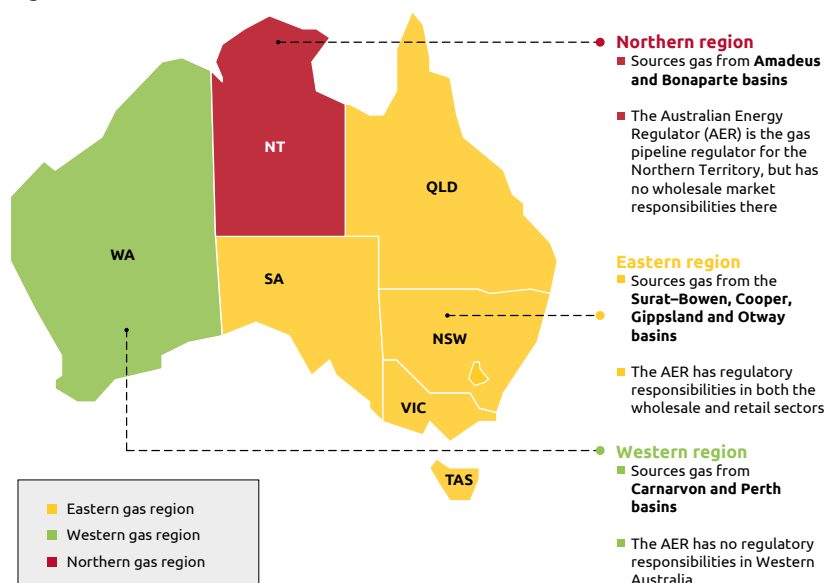 Northern region
Sources gas from Amadeus
and Bonaparte basins
The Australian Energy
Regulator (AER) is the gas
pipeline regulator for the
Northern Territory, but has
no wholesale market
responsibilities there
NT
QLD
WA
SA
NSW
VIC
TAS
Eastern region
Sources gas from the
Surat–Bowen, Cooper,
Gippsland and Otway
basins
The AER has regulatory
responsibilities in both the
wholesale and retail sectors
Western region
Sources gas from
Carnarvon and Perth
basins
The AER has no regulatory
responsibilities in Western
Australia
Eastern gas region
Western gas region
Northern gas region